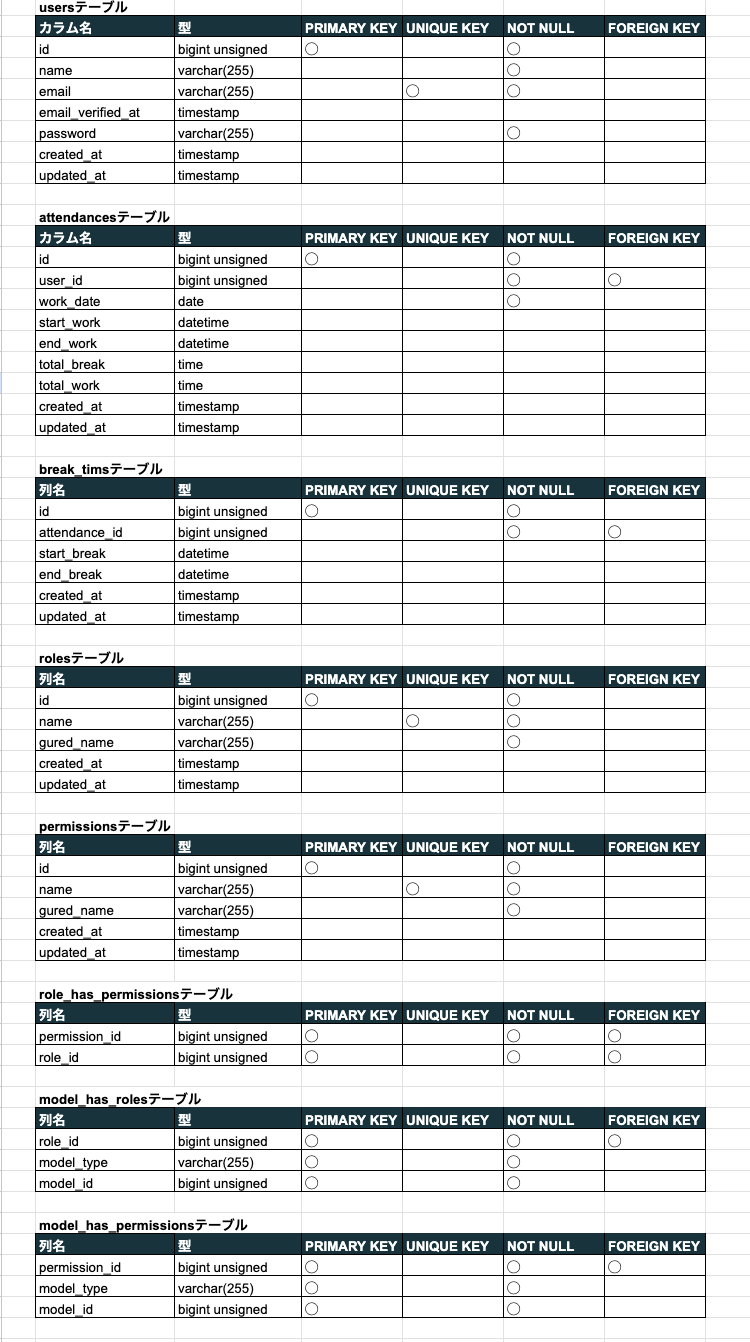 usersテーブル
カラム名 型 PRIMARY KEY UNIQUE KEY NOT NULL FOREIGN KEY
id bigint unsigned ○ ○
name varchar(255) ○
email varchar(255) ○ ○
email_verified_at timestamp
password varchar(255) ○
created_at timestamp
updated_at timestamp
attendancesテーブル
カラム名 型 PRIMARY KEY UNIQUE KEY NOT NULL FOREIGN KEY
id bigint unsigned ○ ○
user_id bigint unsigned ○ ○
work_date date ○
start_work datetime
end_work datetime
total_break time
total_work time
created_at timestamp
updated_at timestamp
break_timsテーブル
列名 型 PRIMARY KEY UNIQUE KEY NOT NULL FOREIGN KEY
id bigint unsigned ○ ○
attendance_id bigint unsigned ○ ○
start_break datetime
end_break datetime
created_at timestamp
updated_at timestamp
rolesテーブル
列名 型 PRIMARY KEY UNIQUE KEY NOT NULL FOREIGN KEY
id bigint unsigned ○ ○
name varchar(255) ○ ○
gured_name varchar(255) ○
created_at timestamp
updated_at timestamp
permissionsテーブル
列名 型 PRIMARY KEY UNIQUE KEY NOT NULL FOREIGN KEY
id bigint unsigned ○ ○
name varchar(255) ○ ○
gured_name varchar(255) ○
created_at timestamp
updated_at timestamp
role_has_permissionsテーブル
列名 型 PRIMARY KEY UNIQUE KEY NOT NULL FOREIGN KEY
permission_id bigint unsigned ○ ○ ○
role_id bigint unsigned ○ ○ ○
model_has_rolesテーブル
列名 型 PRIMARY KEY UNIQUE KEY NOT NULL FOREIGN KEY
role_id bigint unsigned ○ ○ ○
model_type varchar(255) ○ ○
model_id bigint unsigned ○ ○
model_has_permissionsテーブル
列名 型 PRIMARY KEY UNIQUE KEY NOT NULL FOREIGN KEY
permission_id bigint unsigned ○ ○ ○
model_type varchar(255) ○ ○
model_id bigint unsigned ○ ○